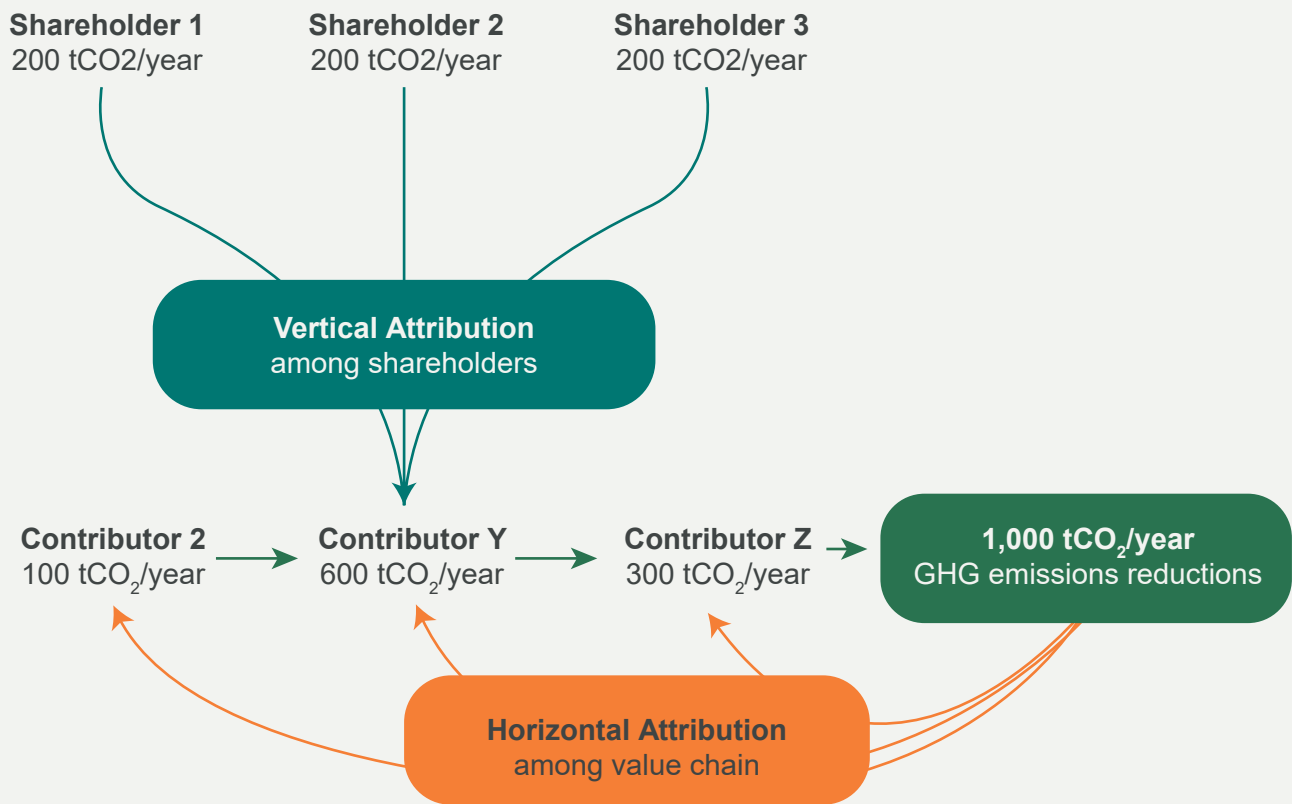 Shareholder 1
200 tCO2/year
Shareholder 2
200 tCO2/year
Shareholder 3
200 tCO2/year
Vertical Attribution
among shareholders
Contributor 2
100 tCO₂/year
Contributor Y
600 tCO₂/year
Contributor Z
300 tCO₂/year
1,000 tCO₂/year
GHG emissions reductions
Horizontal Attribution
among value chain